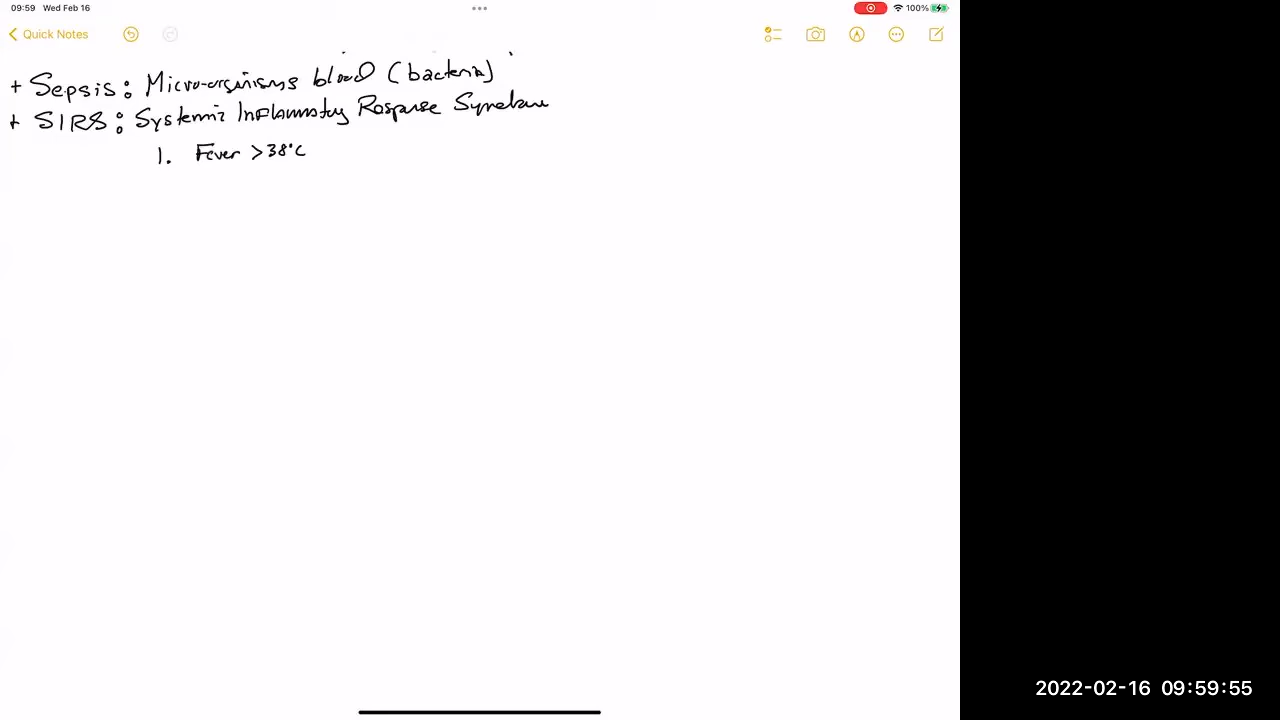 09:59 Wed Feb 16
100%
Quick Notes
+ Sepsis: Micro-organisms blood (bacteria)
+ SIRS: Systemic Inflammatory Response Syndrome
1. Fever >38°C
2022-02-16 09:59:55